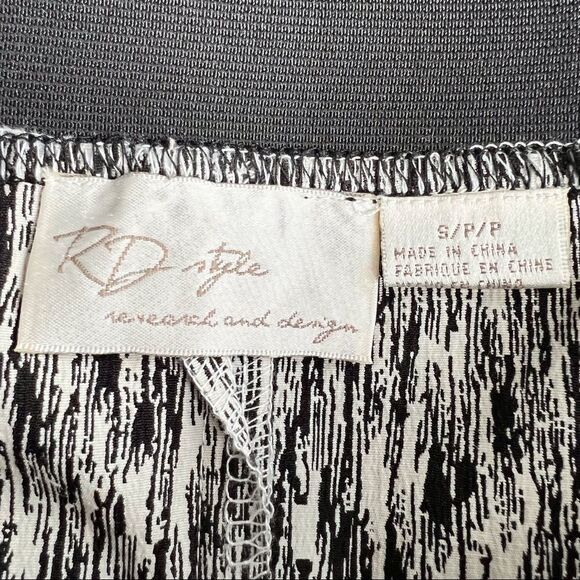 RD style
research and design
S/P/P
MADE IN CHINA
FABRIQUE EN CHINE